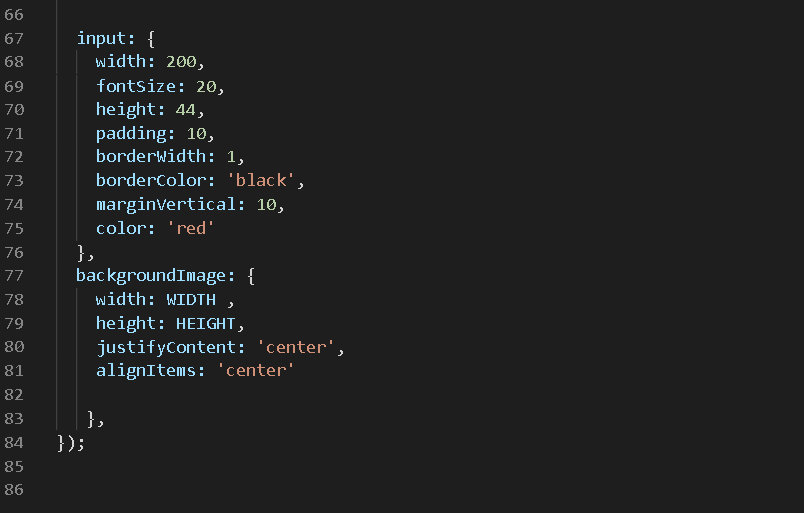 66
67 input: {
68 width: 200,
69 fontSize: 20,
70 height: 44,
71 padding: 10,
72 borderWidth: 1,
73 borderColor: 'black',
74 marginVertical: 10,
75 color: 'red'
76 },
77 backgroundImage: {
78 width: WIDTH ,
79 height: HEIGHT,
80 justifyContent: 'center',
81 alignItems: 'center'
82
83 },
84 });
85
86